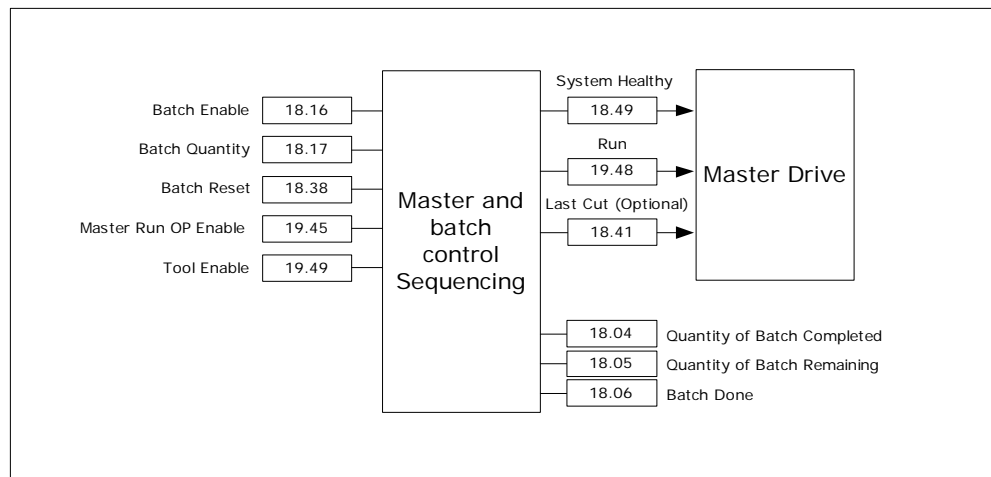 System Healthy
Batch Enable
18.16
18.49
Batch Quantity
18.17
Run
19.48
Master Drive
Batch Reset
18.38
Master and
batch
control
Sequencing
Last Cut (Optional)
18.41
Master Run OP Enable
19.45
Tool Enable
19.49
18.04
Quantity of Batch Completed
18.05
Quantity of Batch Remaining
18.06
Batch Done